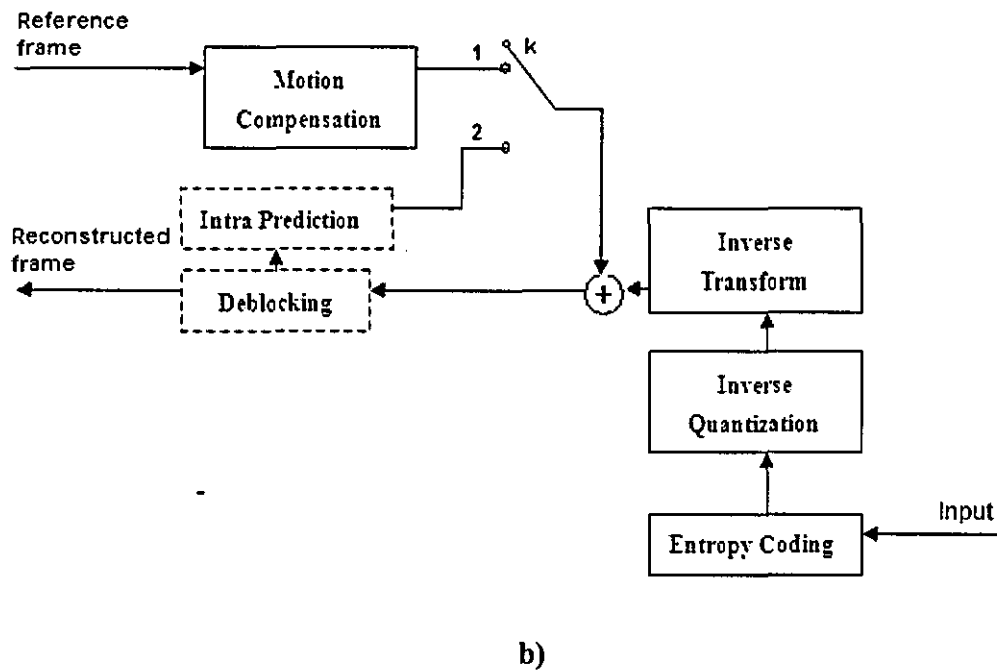 Reference
frame
Motion
Compensation
1
k
2
Intra Prediction
Reconstructed
frame
Deblocking
+
Inverse
Transform
Inverse
Quantization
Entropy Coding
Input
b)